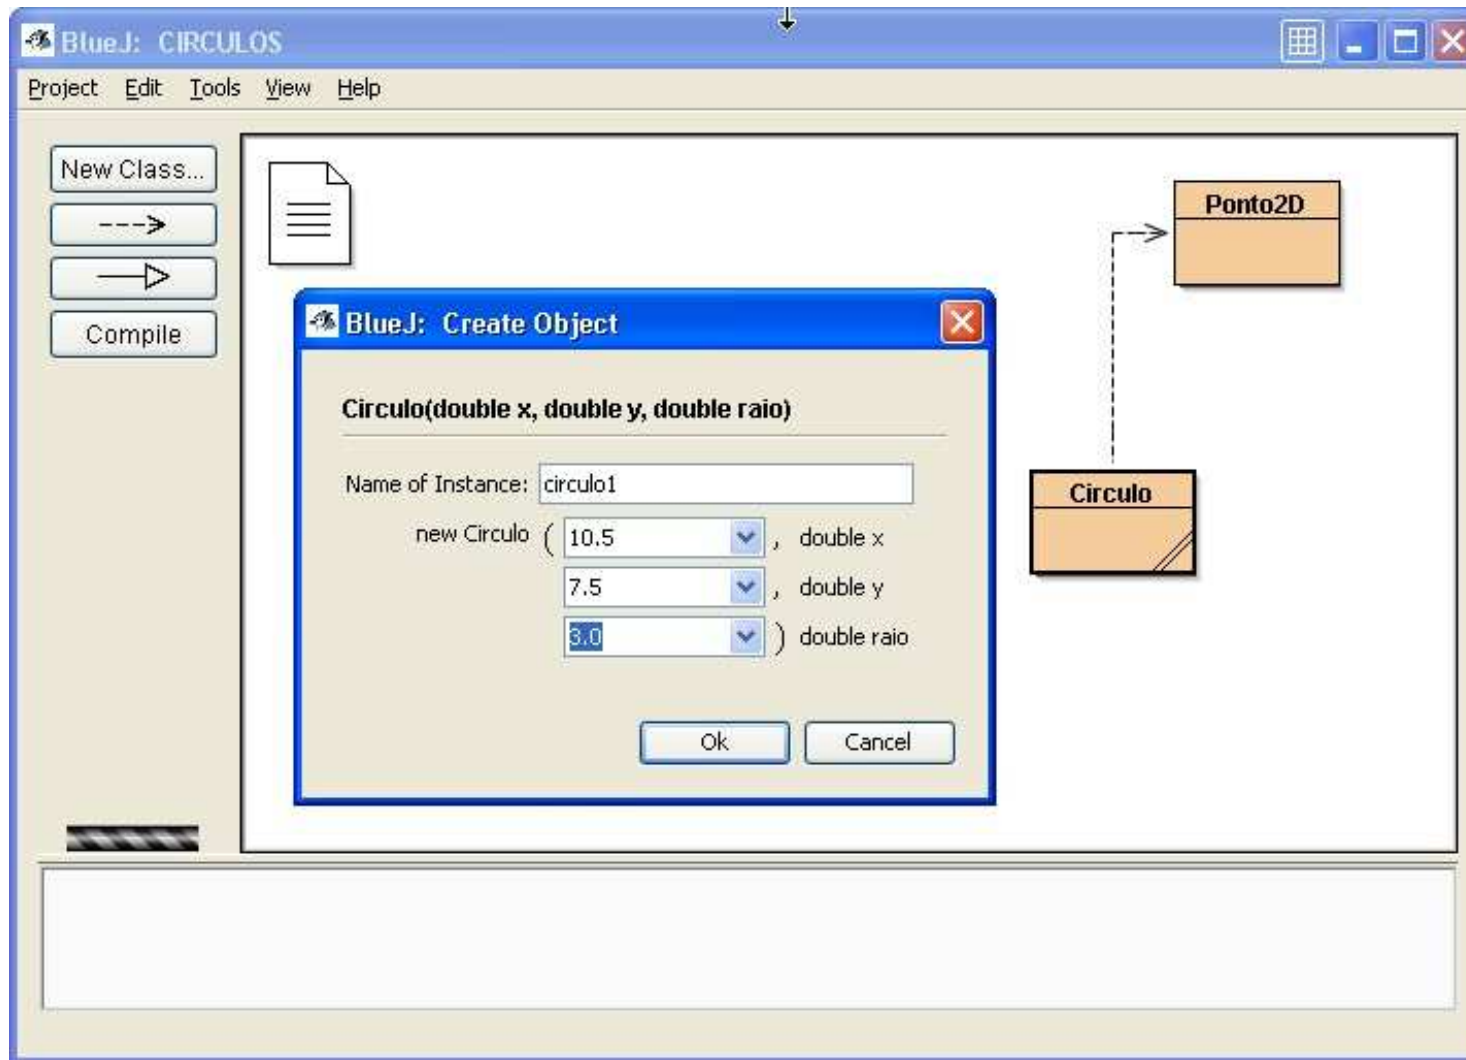 BlueJ: CIRCULOS
Project Edit Tools View Help
New Class...
Compile
Ponto2D
Circulo
BlueJ: Create Object
Circulo(double x, double y, double raio)
Name of Instance: circulo1
new Circulo ( 10.5 , double x
7.5 , double y
3.0 ) double raio
Ok Cancel